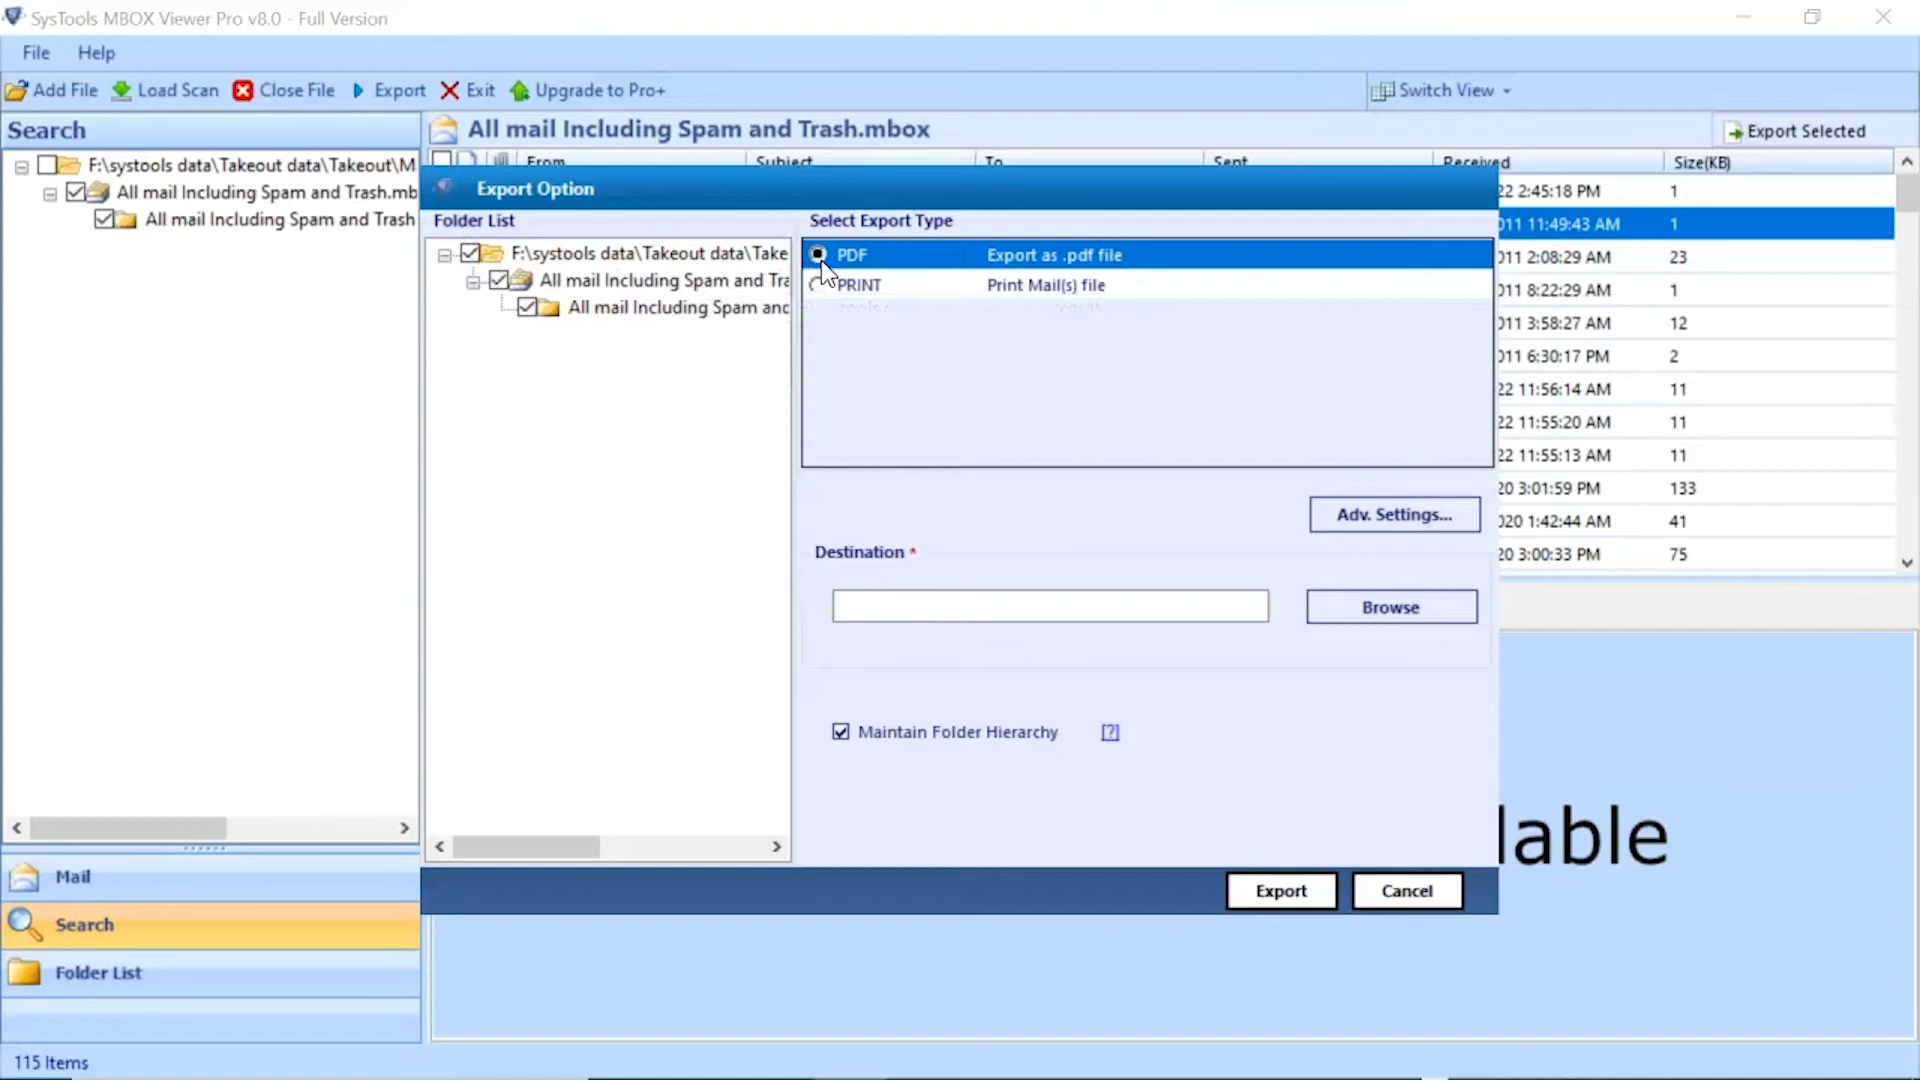 SysTools MBOX Viewer Pro v8.0 - Full Version
File Help
Add File Load Scan Close File Export Exit Upgrade to Pro+ Switch View
Search
All mail Including Spam and Trash.mbox
Export Selected
F:\systools data\Takeout data\Takeout\M
All mail Including Spam and Trash.mb
All mail Including Spam and Trash
From Subject To Sent Received Size(KB)
22 2:45:18 PM 1
011 11:49:43 AM 1
011 2:08:29 AM 23
011 8:22:29 AM 1
011 3:58:27 AM 12
011 6:30:17 PM 2
22 11:56:14 AM 11
22 11:55:20 AM 11
22 11:55:13 AM 11
20 3:01:59 PM 133
020 1:42:44 AM 41
20 3:00:33 PM 75
Export Option
Folder List
F:\systools data\Takeout data\Take
All mail Including Spam and Tra
All mail Including Spam and
Select Export Type
PDF Export as .pdf file
PRINT Print Mail(s) file
Adv. Settings...
Destination *
Browse
Maintain Folder Hierarchy [?]
Export Cancel
lable
Mail
Search
Folder List
115 Items